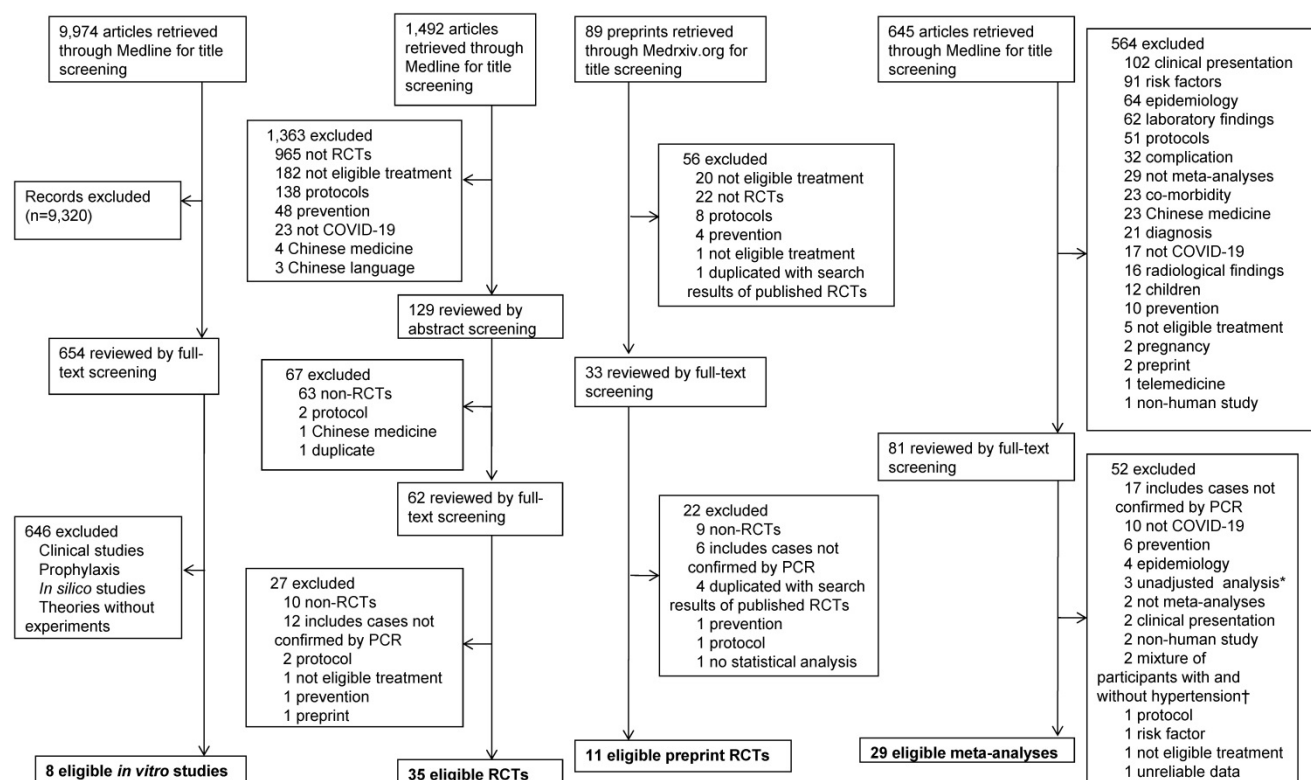 9,974 articles
retrieved through
Medline for title
screening
Records excluded
(n=9,320)
654 reviewed by full-
text screening
646 excluded
Clinical studies
Prophylaxis
In silico studies
Theories without
experiments
8 eligible in vitro studies
1,492 articles
retrieved through
Medline for title
screening
1,363 excluded
965 not RCTs
182 not eligible treatment
138 protocols
48 prevention
23 not COVID-19
4 Chinese medicine
3 Chinese language
129 reviewed by
abstract screening
67 excluded
63 non-RCTs
2 protocol
1 Chinese medicine
1 duplicate
62 reviewed by full-
text screening
27 excluded
10 non-RCTs
12 includes cases not
confirmed by PCR
2 protocol
1 not eligible treatment
1 prevention
1 preprint
35 eligible RCTs
89 preprints retrieved
through Medrxiv.org for
title screening
56 excluded
20 not eligible treatment
22 not RCTs
8 protocols
4 prevention
1 not eligible treatment
1 duplicated with search
results of published RCTs
33 reviewed by full-text
screening
22 excluded
9 non-RCTs
6 includes cases not
confirmed by PCR
4 duplicated with search
results of published RCTs
1 prevention
1 protocol
1 no statistical analysis
11 eligible preprint RCTs
645 articles retrieved
through Medline for title
screening
564 excluded
102 clinical presentation
91 risk factors
64 epidemiology
62 laboratory findings
51 protocols
32 complication
29 not meta-analyses
23 co-morbidity
23 Chinese medicine
21 diagnosis
17 not COVID-19
16 radiological findings
12 children
10 prevention
5 not eligible treatment
2 pregnancy
2 preprint
1 telemedicine
1 non-human study
81 reviewed by full-text
screening
52 excluded
17 includes cases not
confirmed by PCR
10 not COVID-19
6 prevention
4 epidemiology
3 unadjusted analysis*
2 not meta-analyses
2 clinical presentation
2 non-human study
2 mixture of
participants with and
without hypertension†
1 protocol
1 risk factor
1 not eligible treatment
1 unreliable data
29 eligible meta-analyses